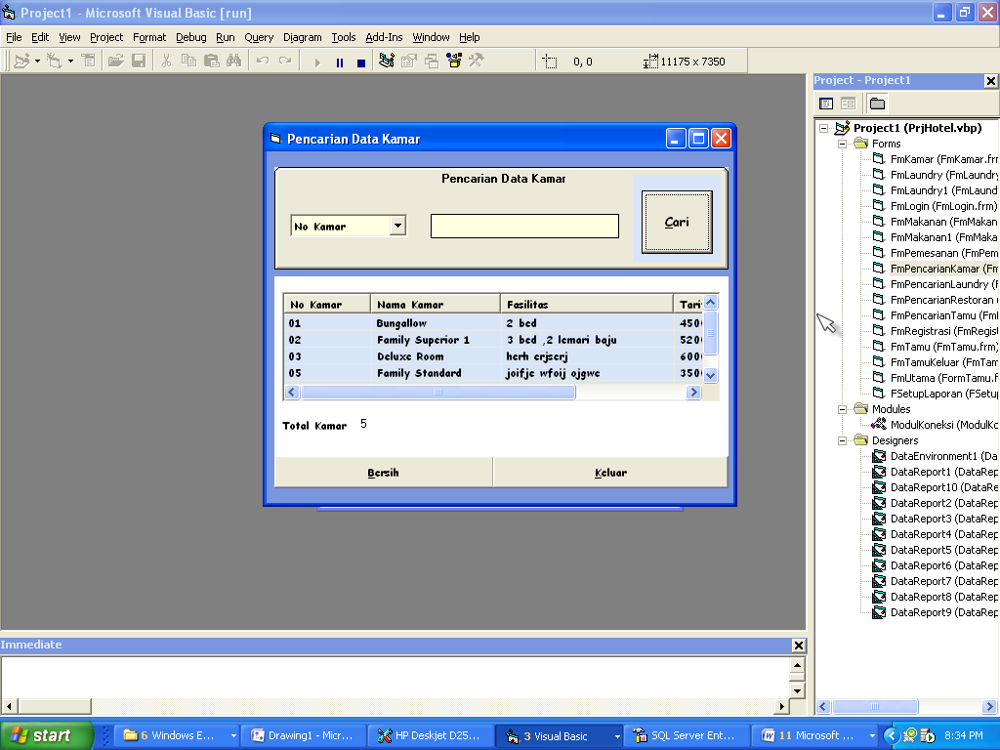 Project1 - Microsoft Visual Basic [run]
File Edit View Project Format Debug Run Query Diagram Tools Add-Ins Window Help
0, 0 11175 x 7350
Project - Project1
Project1 (PrjHotel.vbp)
Forms
FmKamar (FmKamar.frm
FmLaundry (FmLaundry
FmLaundry1 (FmLaund
FmLogin (FmLogin.frm)
FmMakanan (FmMakan
FmMakanan1 (FmMaka
FmPemesanan (FmPem
FmPencarianKamar (Fm
FmPencarianLaundry (F
FmPencarianRestoran (
FmPencarianTamu (FmI
FmRegistrasi (FmRegist
FmTamu (FmTamu.frm)
FmTamuKeluar (FmTam
FmUtama (FormTamu.f
FSetupLaporan (FSetup
Modules
ModulKoneksi (ModulKo
Designers
DataEnvironment1 (Da
DataReport1 (DataRep
DataReport10 (DataRe
DataReport2 (DataRep
DataReport3 (DataRep
DataReport4 (DataRep
DataReport5 (DataRep
DataReport6 (DataRep
DataReport7 (DataRep
DataReport8 (DataRep
DataReport9 (DataRep
Pencarian Data Kamar
Pencarian Data Kamar
No Kamar Cari
No Kamar Nama Kamar Fasilitas Tari
01 Bungallow 2 bed 450
02 Family Superior 1 3 bed ,2 lemari baju 520
03 Deluxe Room herh erjserj 600
05 Family Standard joifje wfoij ojgwe 350
Total Kamar 5
Bersih Keluar
Immediate
start 6 Windows E... Drawing1 - Micr... HP Deskjet D25... 3 Visual Basic SQL Server Ent... 11 Microsoft ... 8:34 PM